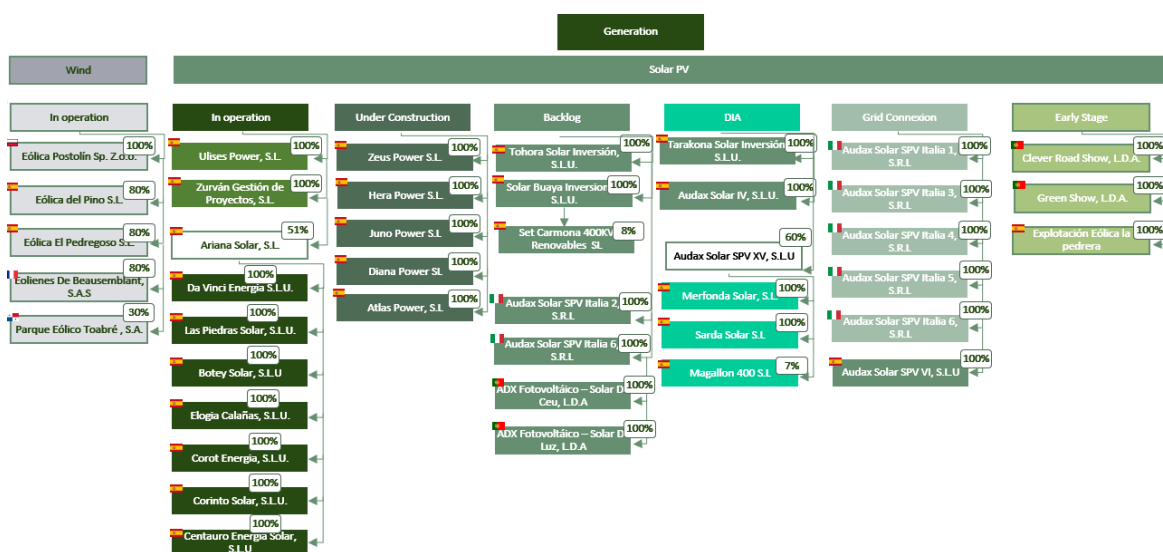 Generation
Wind
Solar PV
In operation
100%
Eólica Postolín Sp. Z.o.o.
80%
Eólica del Pino S.L.
80%
Eólica El Pedregoso S.L.
80%
Eolienes De Beausemblant,
S.A.S
30%
Parque Eólico Toabré , S.A.
In operation
100%
Ulises Power, S.L.
100%
Zurván Gestión de
Proyectos, S.L.
51%
Ariana Solar, S.L.
100%
Da Vinci Energia S.L.U.
100%
Las Piedras Solar, S.L.U.
100%
Botey Solar, S.L.U
100%
Elogia Calañas, S.L.U.
100%
Corot Energia, S.L.U.
100%
Corinto Solar, S.L.U.
100%
Centauro Energia Solar,
S.L.U
Under Construction
100%
Zeus Power S.L.
100%
Hera Power S.L.
100%
Juno Power S.L.
100%
Diana Power SL
100%
Atlas Power, S.L
Backlog
100%
Tohora Solar Inversión,
S.L.U.
100%
Solar Buaya Inversion
S.L.U.
8%
Set Carmona 400KV
Renovables SL
100%
Audax Solar SPV Italia 2,
S.R.L
100%
Audax Solar SPV Italia 6,
S.R.L
100%
ADX Fotovoltáico – Solar D
Ceu, L.D.A
100%
ADX Fotovoltáico – Solar D
Luz, L.D.A
DIA
100%
Tarakona Solar Inversión
S.L.U.
100%
Audax Solar IV, S.L.U.
60%
Audax Solar SPV XV, S.L.U
100%
Merfonda Solar, S.L
100%
Sarda Solar S.L
7%
Magallon 400 S.L
Grid Connexion
100%
Audax Solar SPV Italia 1,
S.R.L
100%
Audax Solar SPV Italia 3,
S.R.L
100%
Audax Solar SPV Italia 4,
S.R.L
100%
Audax Solar SPV Italia 5,
S.R.L
100%
Audax Solar SPV Italia 6,
S.R.L
100%
Audax Solar SPV VI, S.L.U
Early Stage
100%
Clever Road Show, L.D.A.
100%
Green Show, L.D.A.
100%
Explotación Eólica la
pedrera